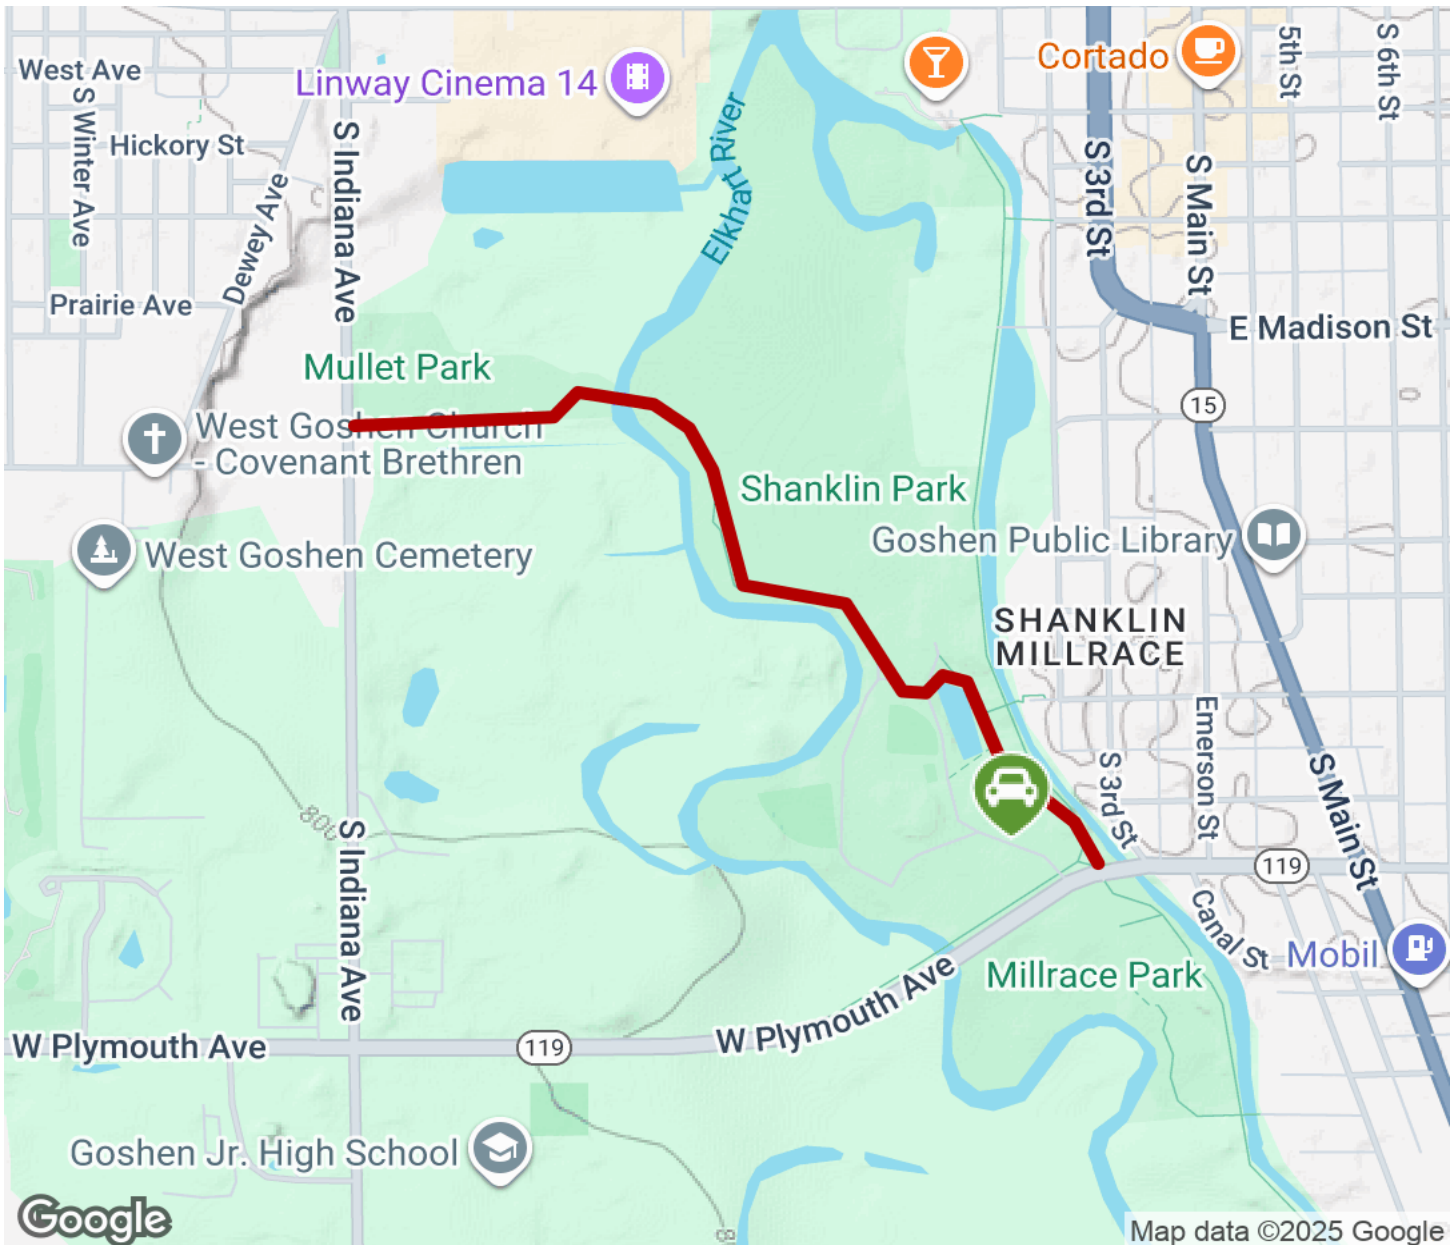 West Ave
S Winter Ave
Hickory St
Dewey Ave
S Indiana Ave
Prairie Ave
Linway Cinema 14
Elkhart River
Cortado
S 3rd St
S Main St
5th St
S 6th St
E Madison St
15
Mullet Park
West Goshen Church
- Covenant Brethren
West Goshen Cemetery
Shanklin Park
Goshen Public Library
SHANKLIN
MILLRACE
Emerson St
S 3rd St
S Main St
800
S Indiana Ave
119
Canal St
Mobil
Millrace Park
W Plymouth Ave
W Plymouth Ave
119
Goshen Jr. High School
Google
Map data ©2025 Google